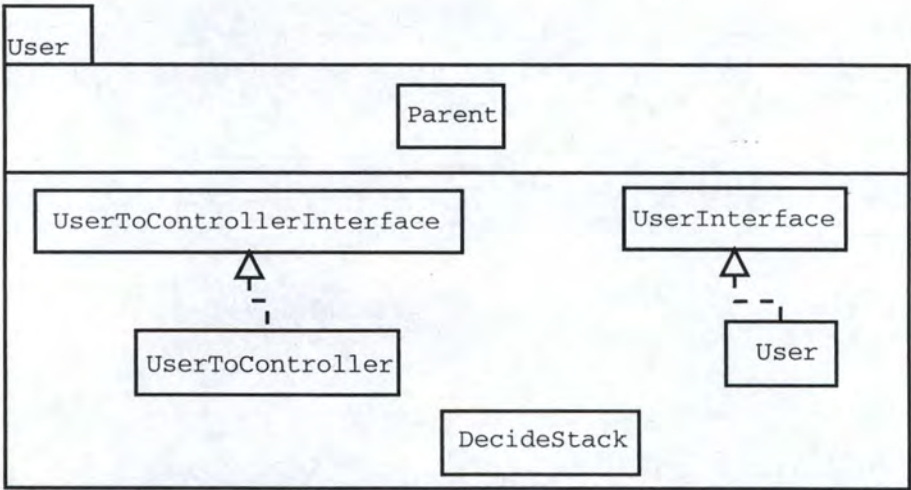 User
Parent
UserToControllerInterface
UserInterface
UserToController
User
DecideStack